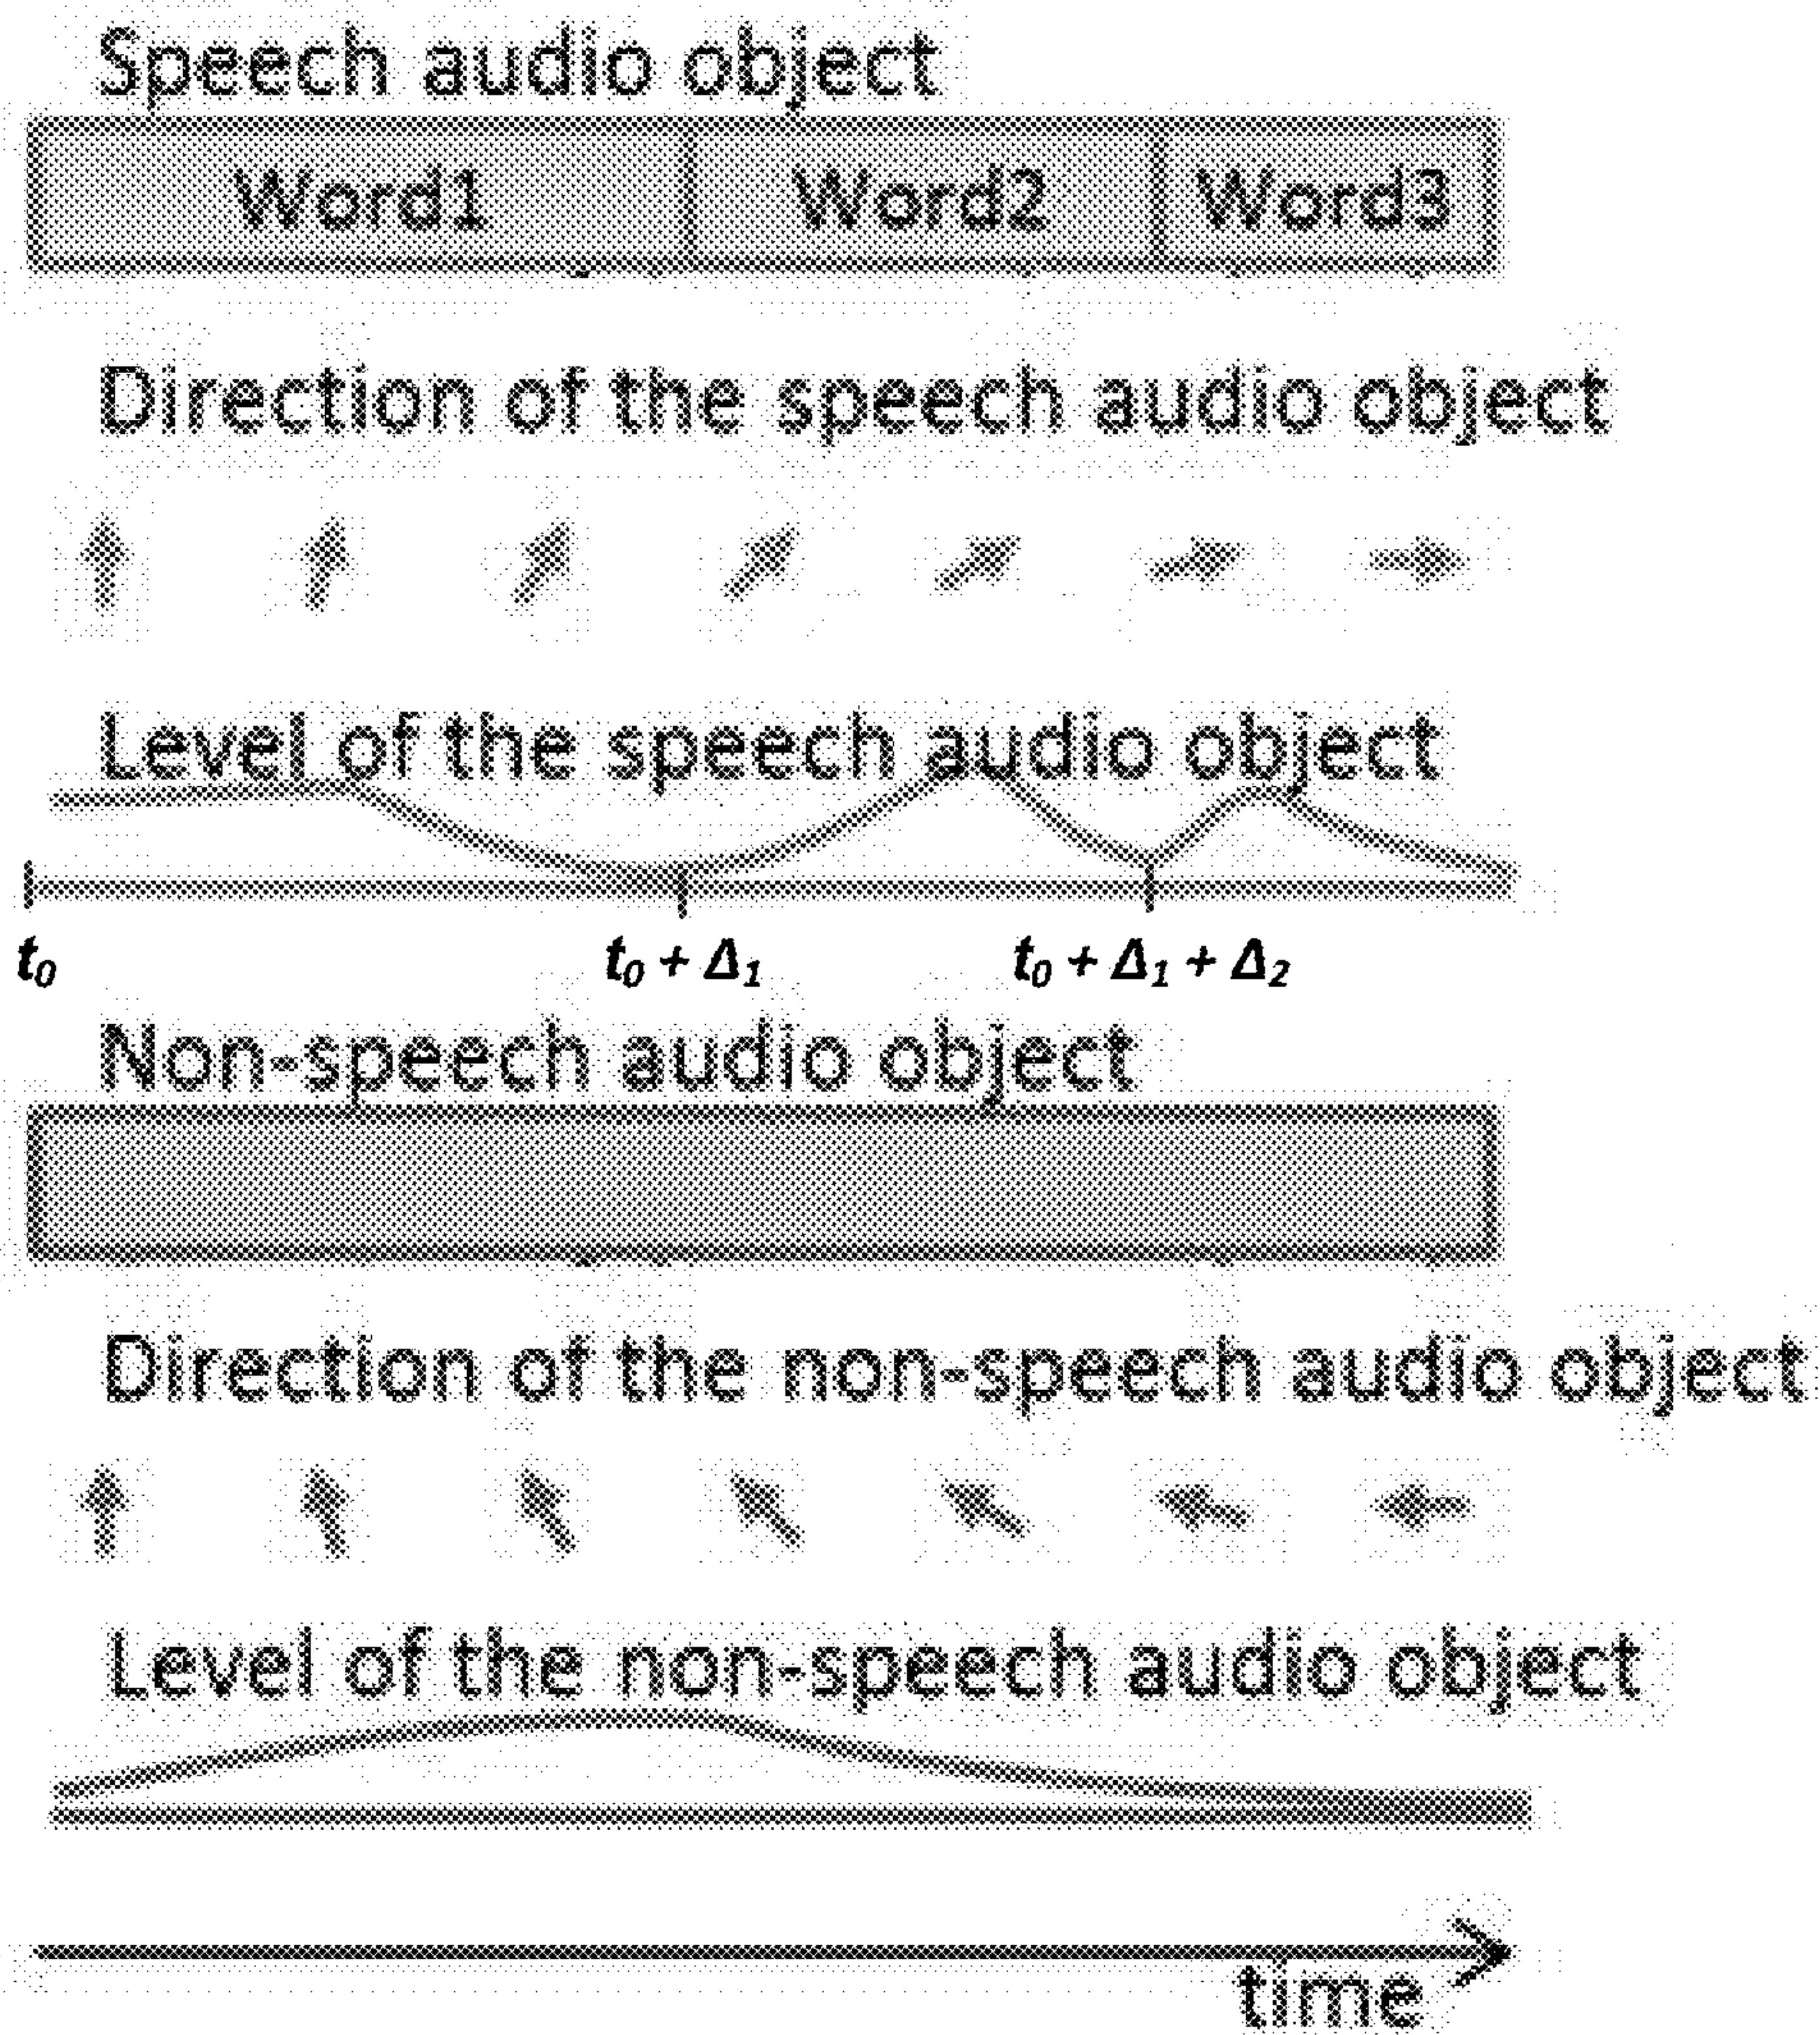 Speech audio object
Word1 Word2 Word3
Direction of the speech audio object
Level of the speech audio object
t₀ t₀ + Δ₁ t₀ + Δ₁ + Δ₂
Non-speech audio object
Direction of the non-speech audio object
Level of the non-speech audio object
time